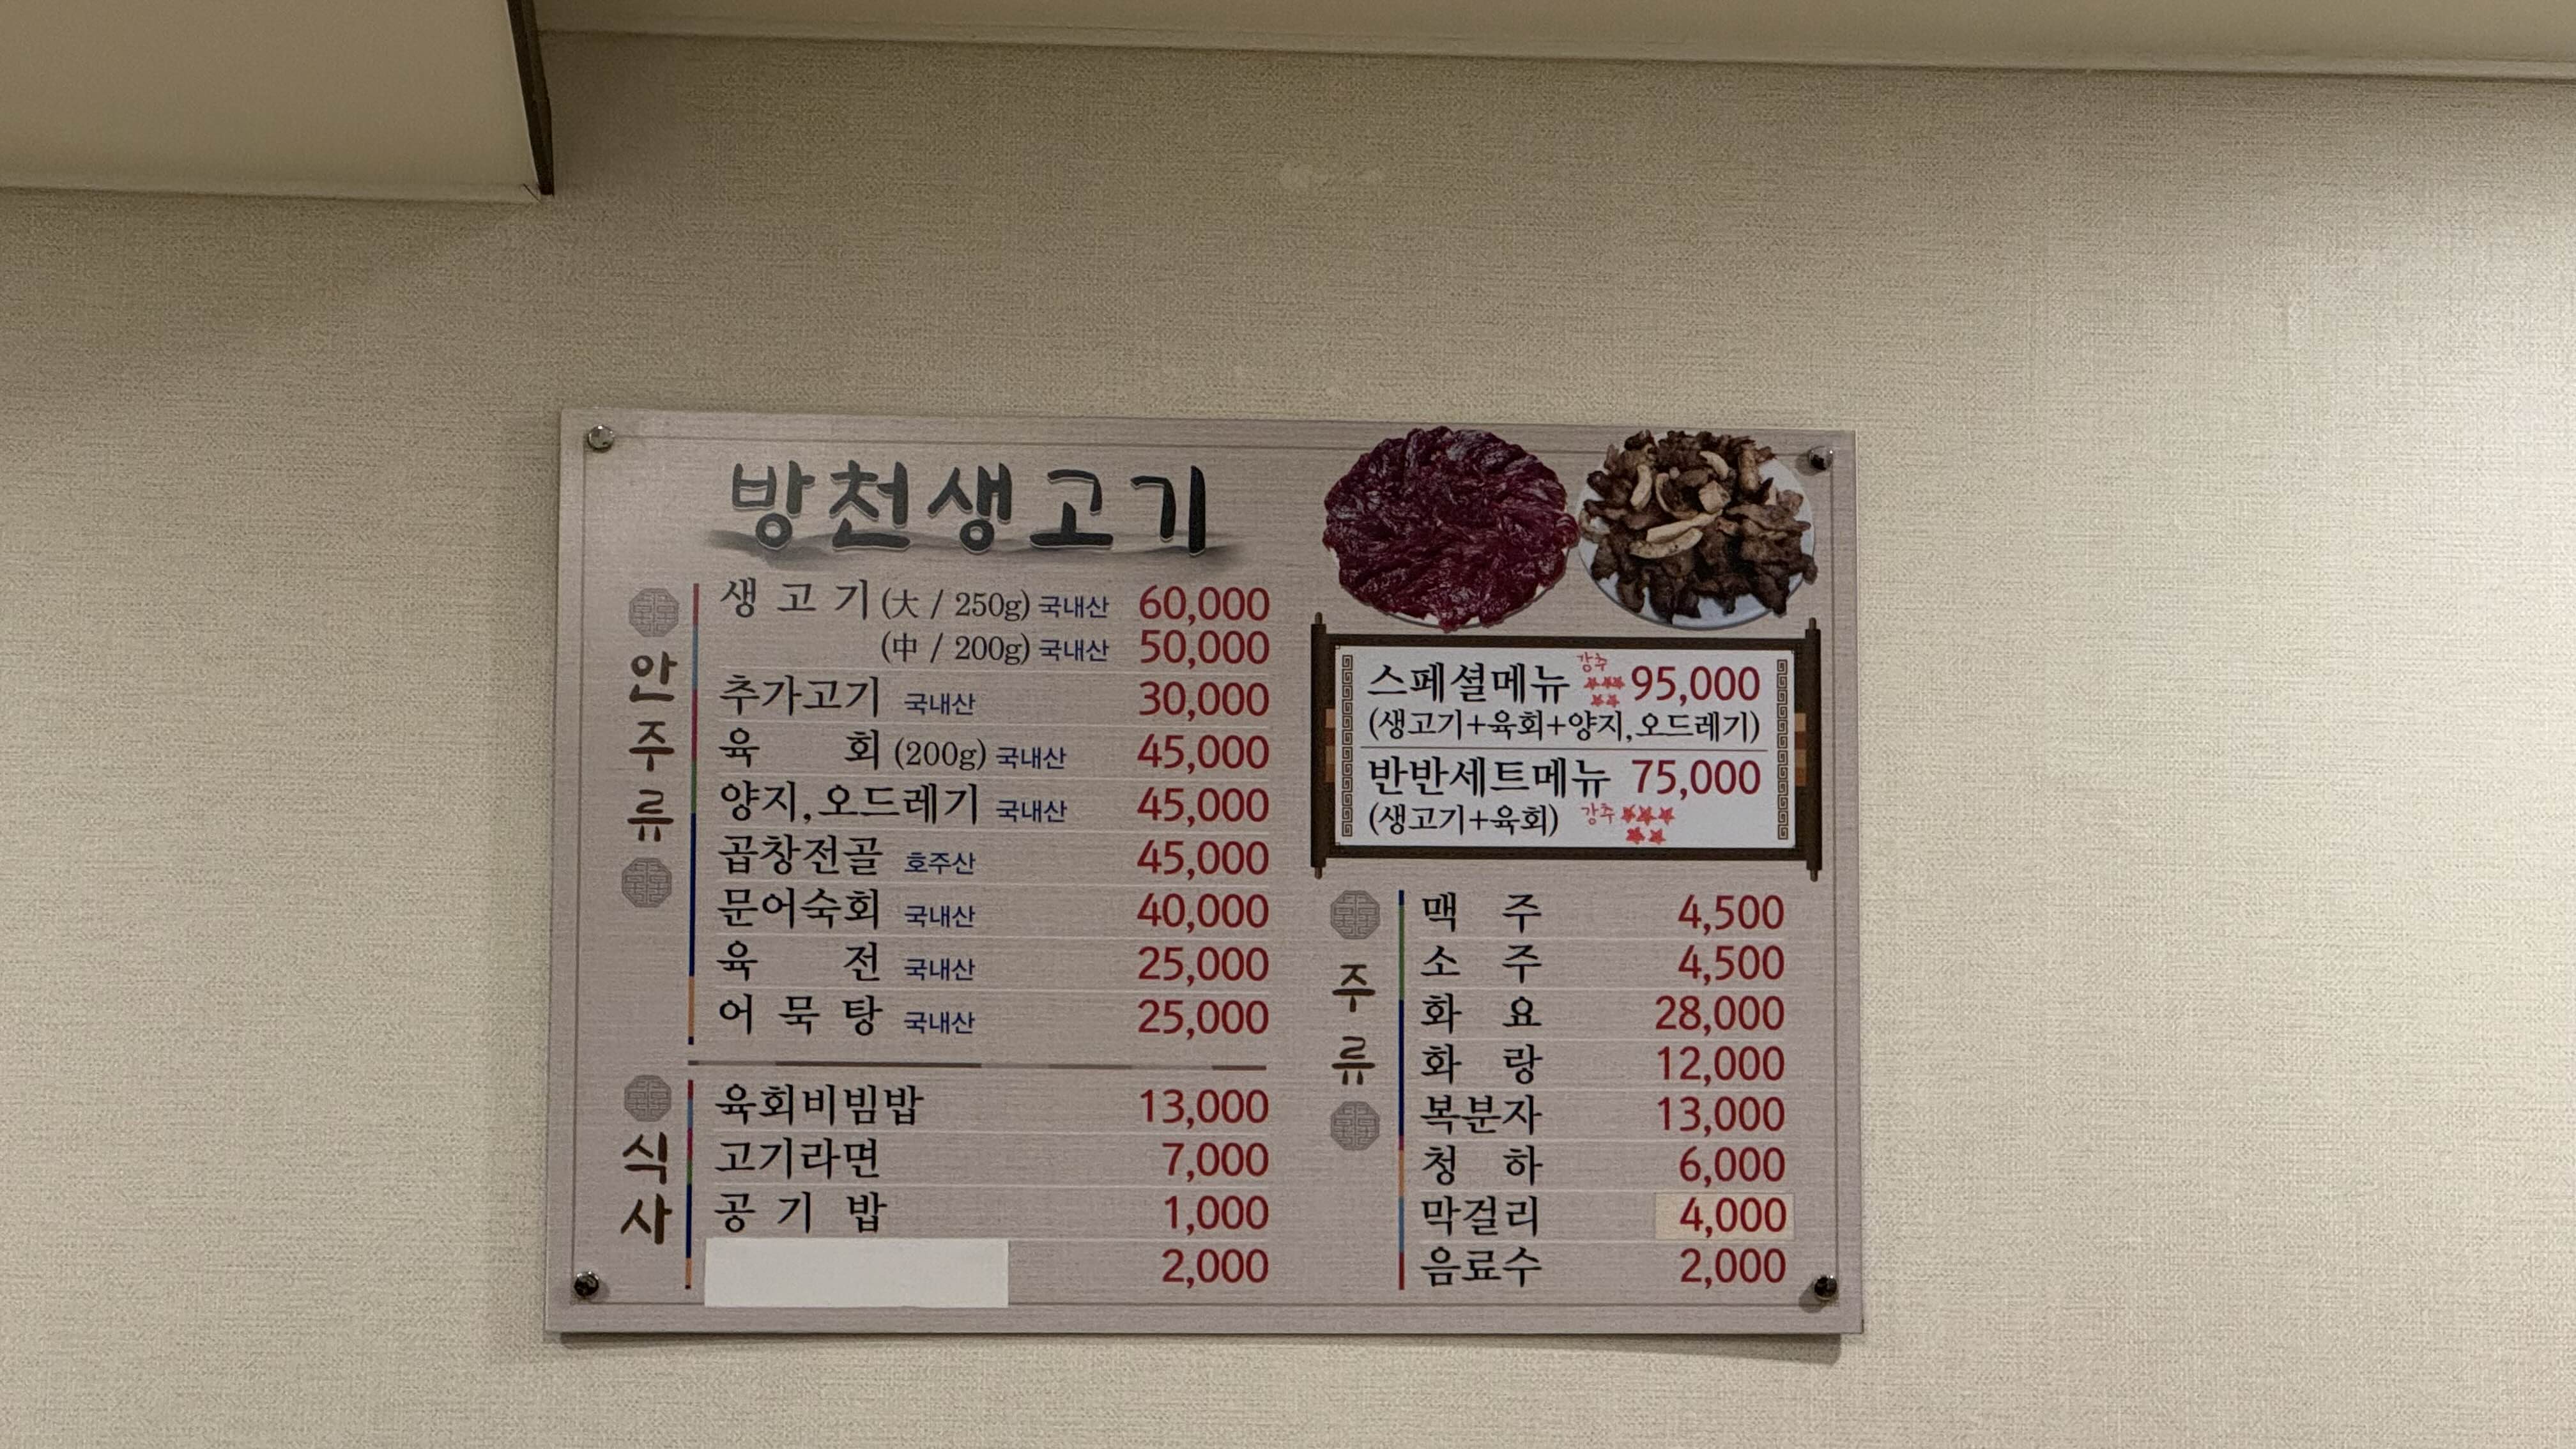 방천생고기
안주류
생고기 (大 / 250g) 국내산 60,000
(中 / 200g) 국내산 50,000
추가고기 국내산 30,000
육회 (200g) 국내산 45,000
양지,오드레기 국내산 45,000
곱창전골 호주산 45,000
문어숙회 국내산 40,000
육전 국내산 25,000
어묵탕 국내산 25,000
식사
육회비빔밥 13,000
고기라면 7,000
공기밥 1,000
2,000
스페셜메뉴 강추 95,000
(생고기+육회+양지,오드레기)
반반세트메뉴 75,000
(생고기+육회) 강추
주류
맥주 4,500
소주 4,500
화요 28,000
화랑 12,000
복분자 13,000
청하 6,000
막걸리 4,000
음료수 2,000